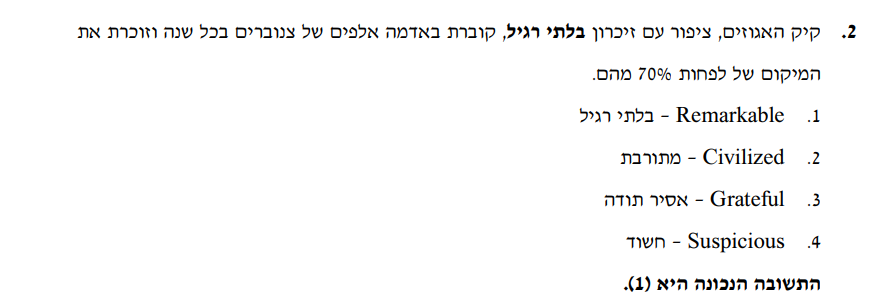 2. קיק האגוזים, ציפור עם זיכרון בלתי רגיל, קוברת באדמה אלפים של צנוברים בכל שנה וזוכרת את
המיקום של לפחות 70% מהם.
1. Remarkable – בלתי רגיל
2. Civilized – מתורבת
3. Grateful – אסיר תודה
4. Suspicious – חשוד
התשובה הנכונה היא (1).